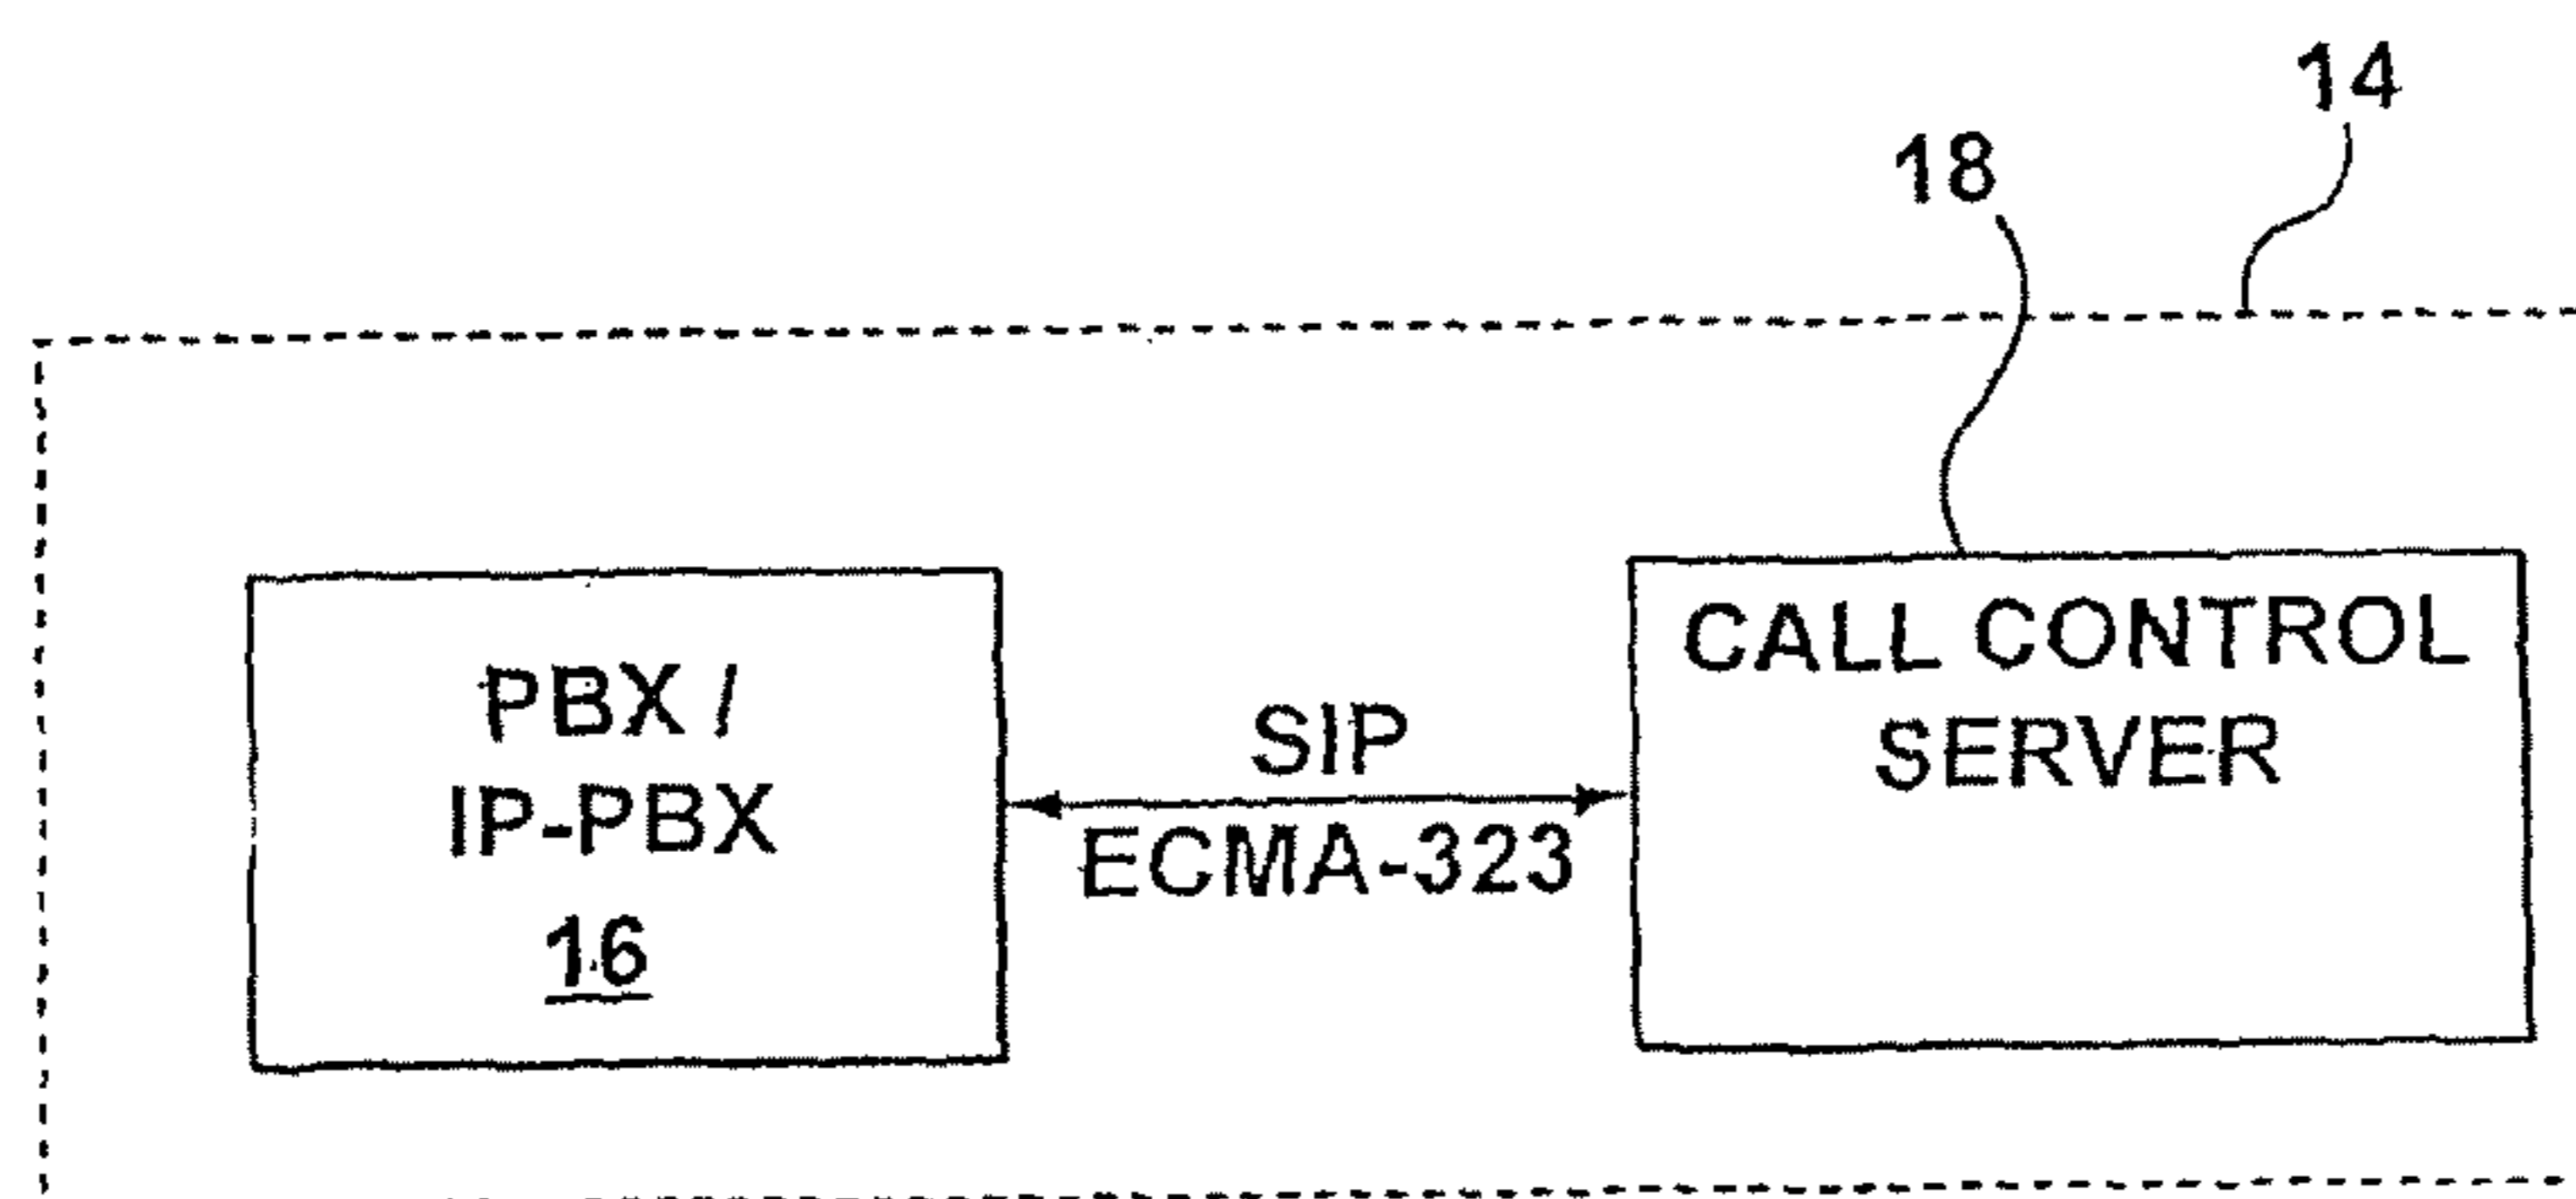 14
18
PBX /
IP-PBX
16
SIP
ECMA-323
CALL CONTROL
SERVER